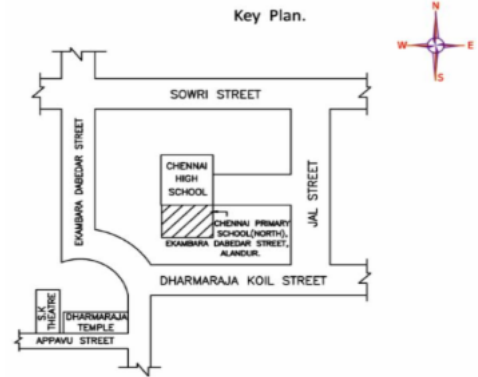 Key Plan.
N
W
E
S
SOWRI STREET
EKAMBARA DABEDAR STREET
CHENNAI
HIGH
SCHOOL
JAL STREET
CHENNAI PRIMARY
SCHOOL(NORTH),
EKAMBARA DABEDAR STREET,
ALANDUR.
DHARMARAJA KOIL STREET
S.K
THEATRE
DHARMARAJA
TEMPLE
APPAVU STREET